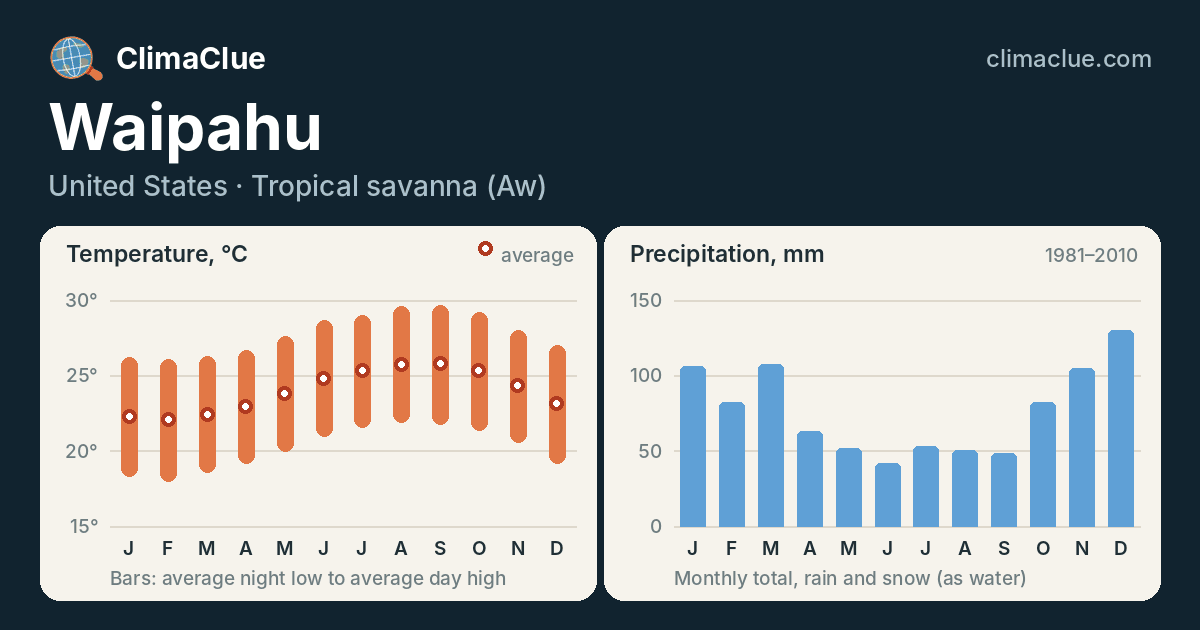 ClimaClue
climaclue.com
Waipahu
United States · Tropical savanna (Aw)
Temperature, °C
average
30°
25°
20°
15°
J F M A M J J A S O N D
Bars: average night low to average day high
Precipitation, mm
1981–2010
150
100
50
0
J F M A M J J A S O N D
Monthly total, rain and snow (as water)